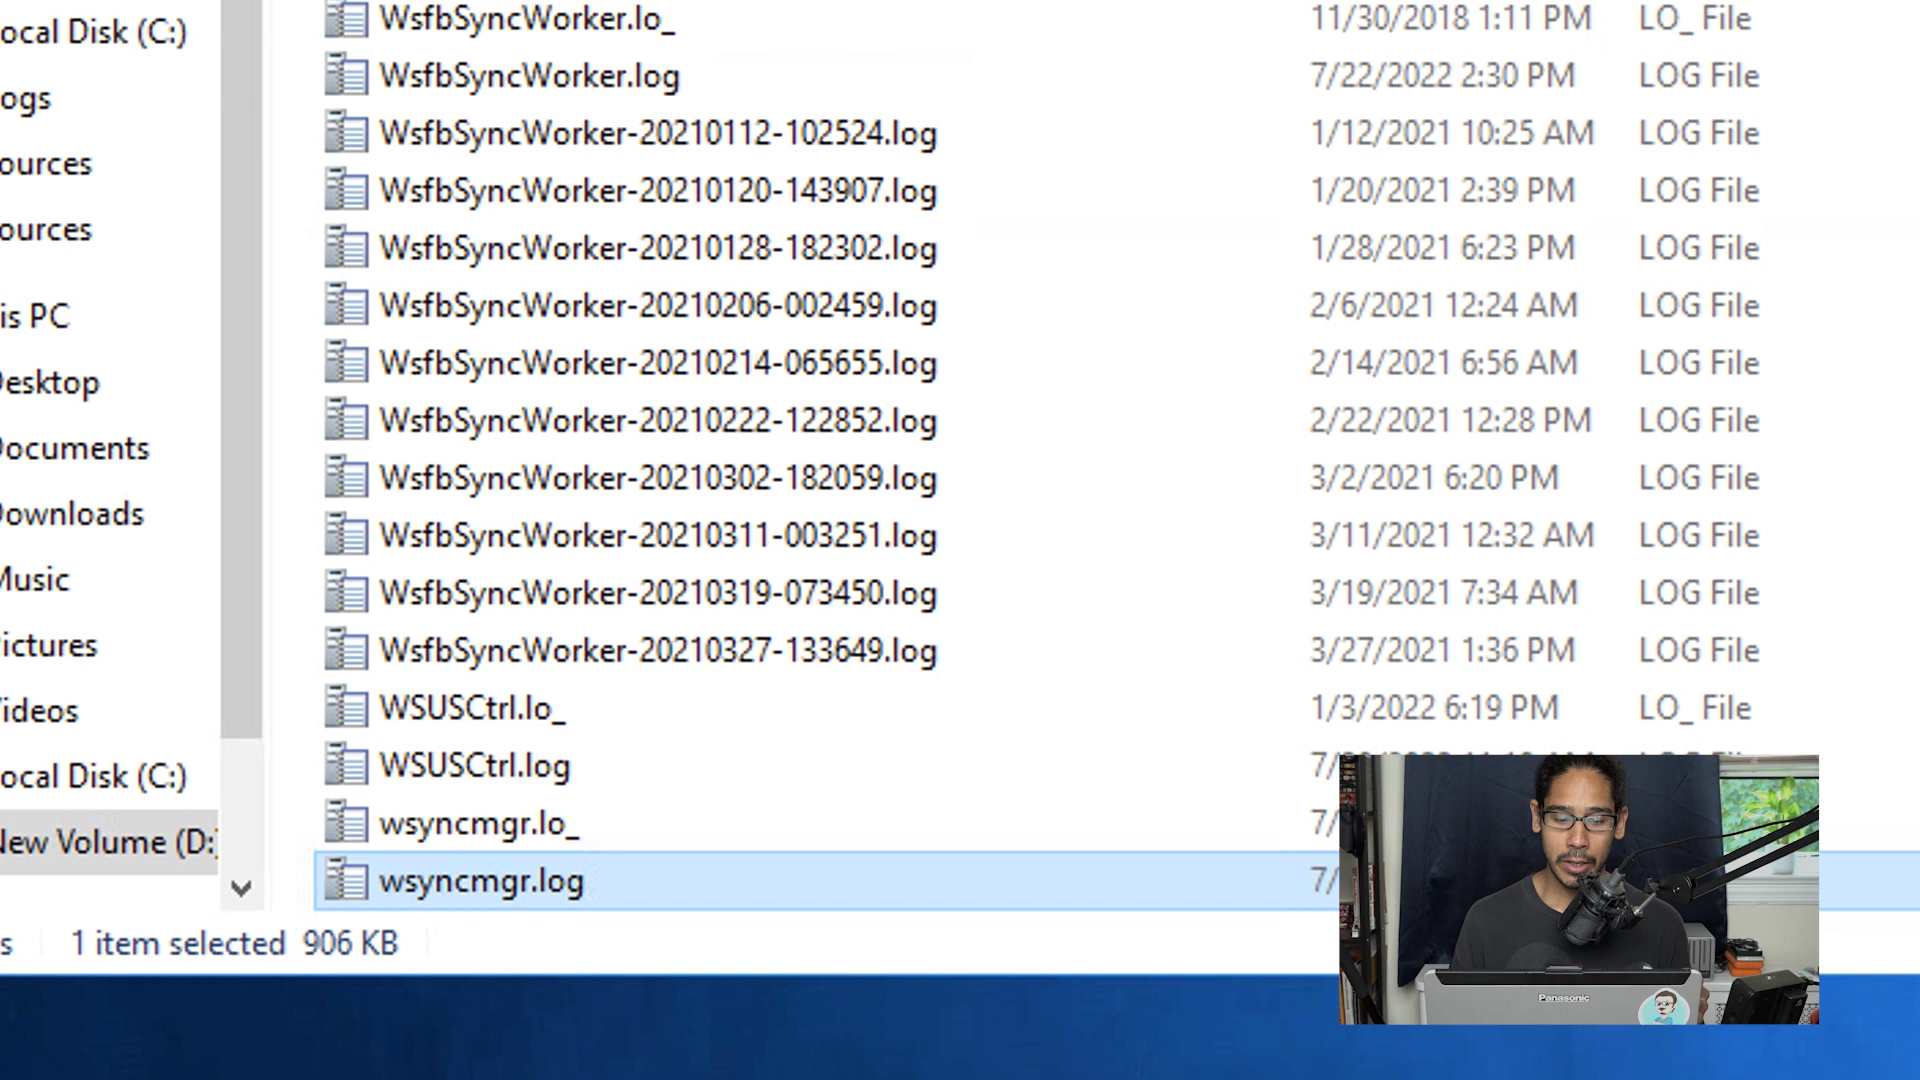 WsfbSyncWorker.lo_ 11/30/2018 1:11 PM LO_ File
ocal Disk (C:)
WsfbSyncWorker.log 7/22/2022 2:30 PM LOG File
ogs
WsfbSyncWorker-20210112-102524.log 1/12/2021 10:25 AM LOG File
ources
WsfbSyncWorker-20210120-143907.log 1/20/2021 2:39 PM LOG File
ources
WsfbSyncWorker-20210128-182302.log 1/28/2021 6:23 PM LOG File
is PC
WsfbSyncWorker-20210206-002459.log 2/6/2021 12:24 AM LOG File
Desktop
WsfbSyncWorker-20210214-065655.log 2/14/2021 6:56 AM LOG File
WsfbSyncWorker-20210222-122852.log 2/22/2021 12:28 PM LOG File
Documents
WsfbSyncWorker-20210302-182059.log 3/2/2021 6:20 PM LOG File
Downloads
WsfbSyncWorker-20210311-003251.log 3/11/2021 12:32 AM LOG File
Music
WsfbSyncWorker-20210319-073450.log 3/19/2021 7:34 AM LOG File
ictures
WsfbSyncWorker-20210327-133649.log 3/27/2021 1:36 PM LOG File
ideos
WSUSCtrl.lo_ 1/3/2022 6:19 PM LO_ File
ocal Disk (C:)
WSUSCtrl.log 7/
wsyncmgr.lo_ 7/
New Volume (D:)
wsyncmgr.log 7/
s 1 item selected 906 KB
Panasonic